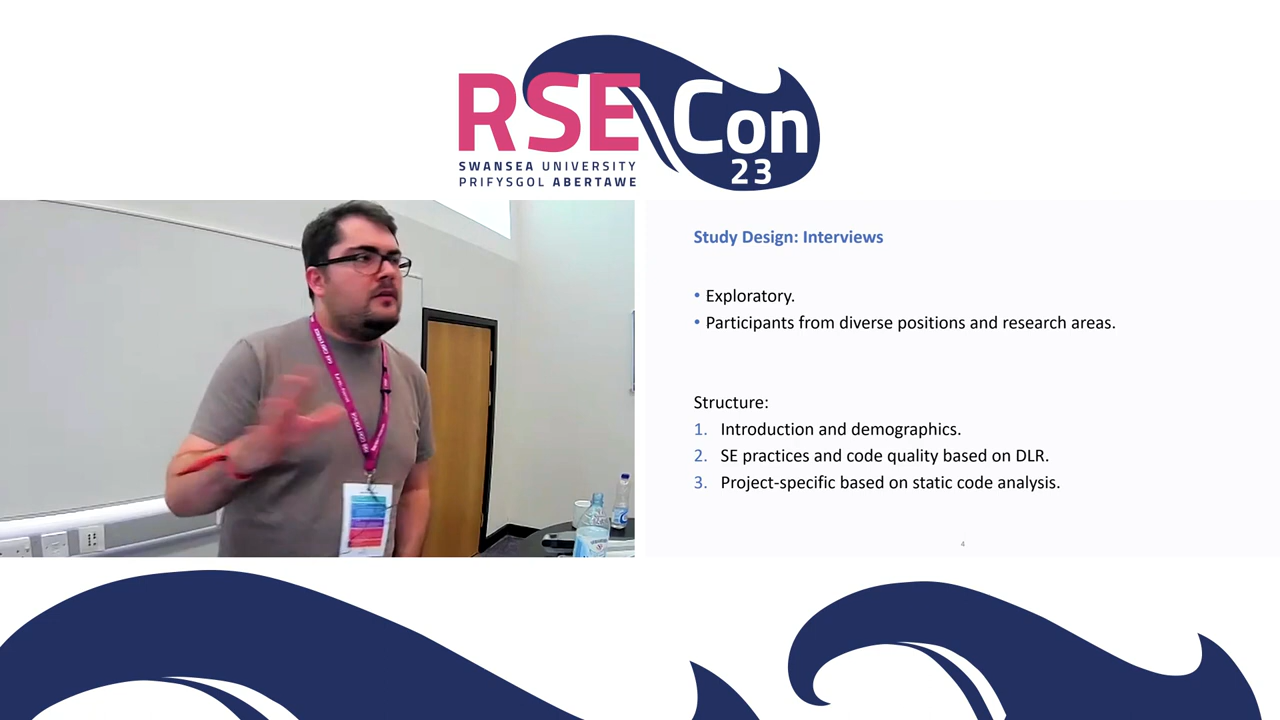 RSE Con
23
SWANSEA UNIVERSITY
PRIFYSGOL ABERTAWE
Study Design: Interviews
• Exploratory.
• Participants from diverse positions and research areas.
Structure:
1. Introduction and demographics.
2. SE practices and code quality based on DLR.
3. Project-specific based on static code analysis.
4